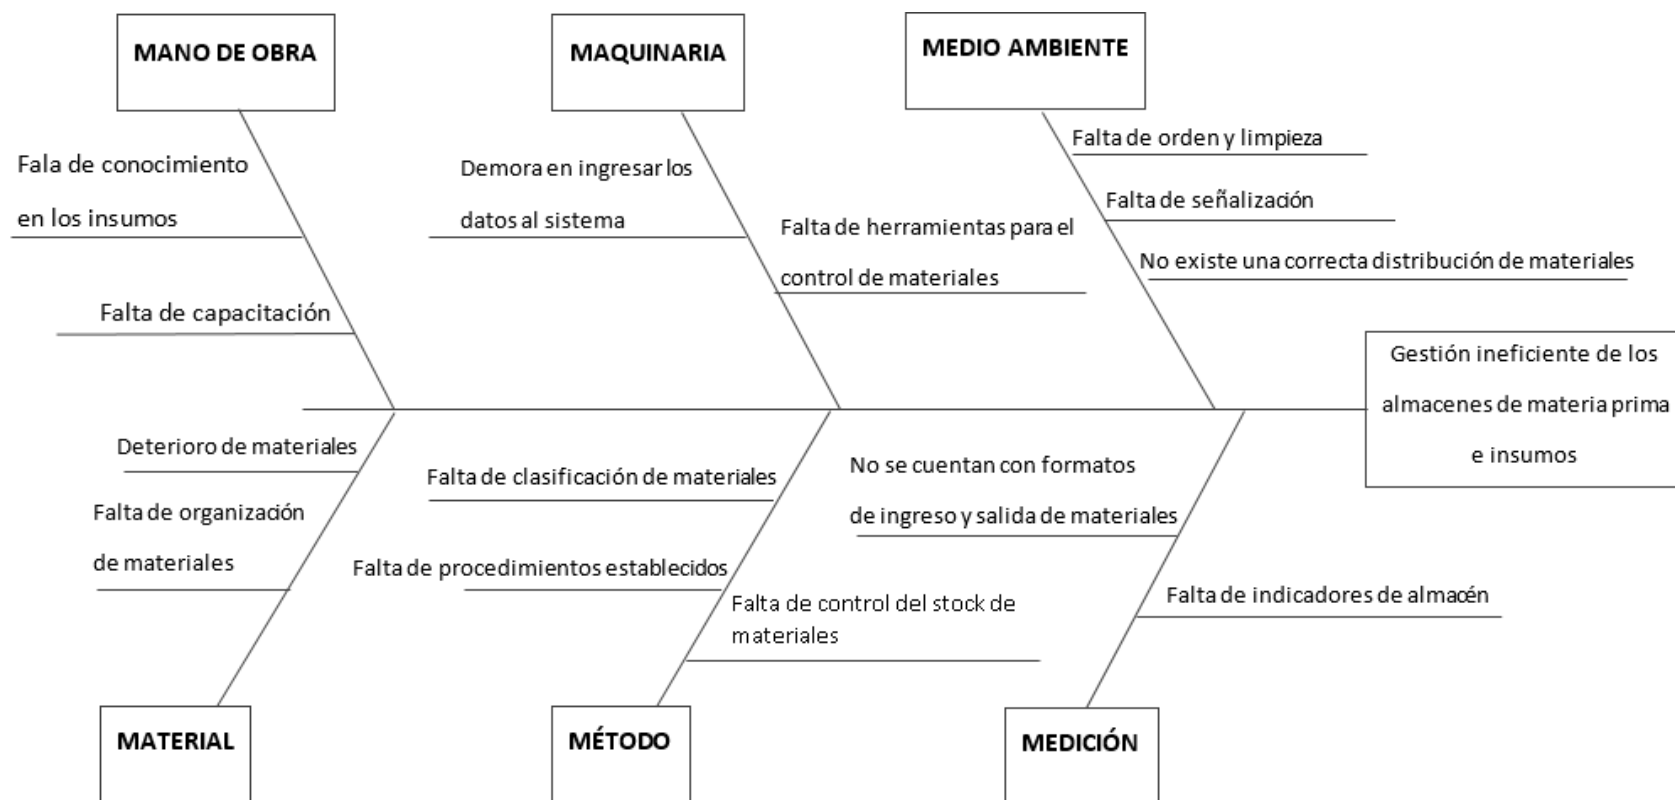 MANO DE OBRA
MAQUINARIA
MEDIO AMBIENTE
Fala de conocimiento
en los insumos
Falta de capacitación
Demora en ingresar los
datos al sistema
Falta de herramientas para el
control de materiales
Falta de orden y limpieza
Falta de señalización
No existe una correcta distribución de materiales
Gestión ineficiente de los
almacenes de materia prima
e insumos
Deterioro de materiales
Falta de organización
de materiales
Falta de clasificación de materiales
Falta de procedimientos establecidos
Falta de control del stock de
materiales
No se cuentan con formatos
de ingreso y salida de materiales
Falta de indicadores de almacén
MATERIAL
MÉTODO
MEDICIÓN